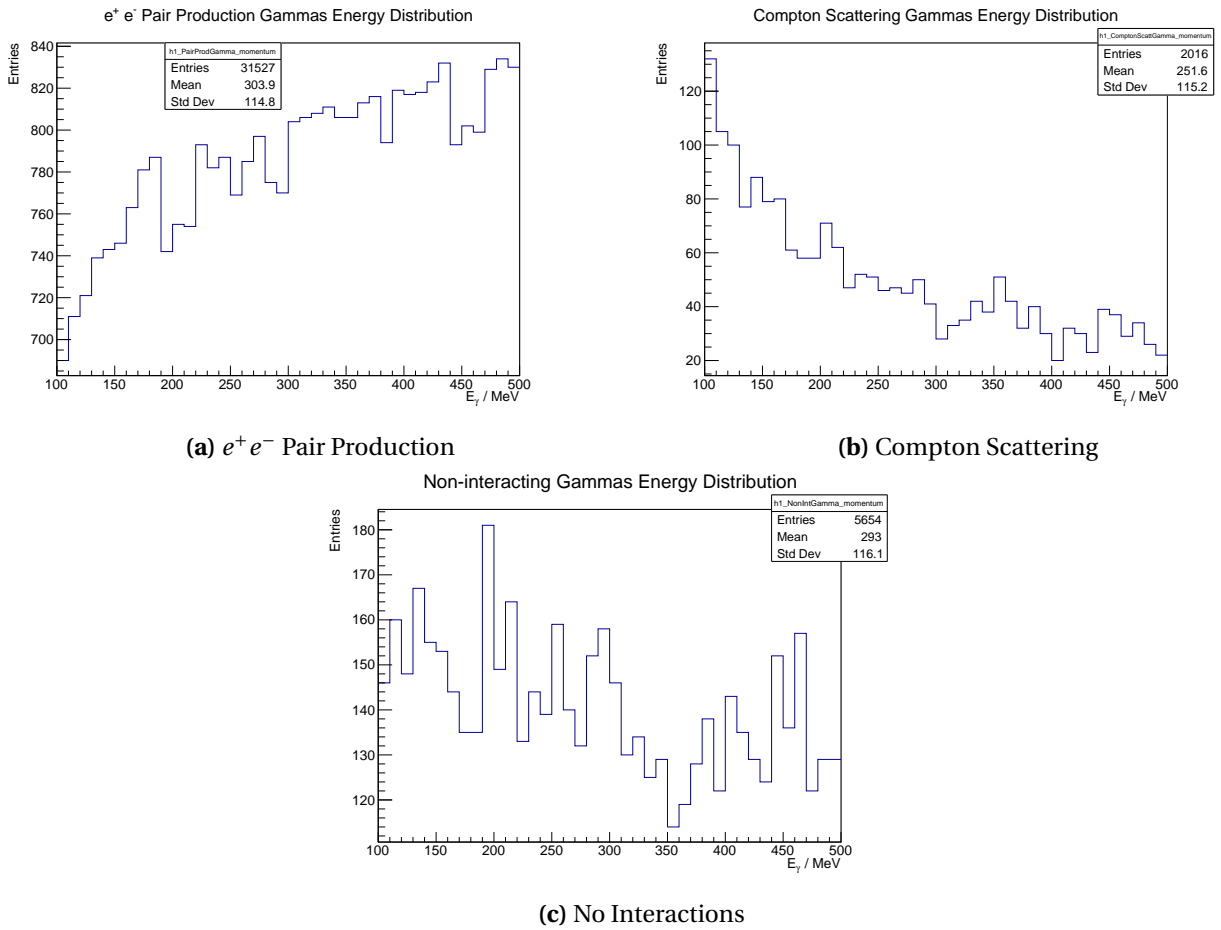 e+ e- Pair Production Gammas Energy Distribution
h1_PairProdGamma_momentum
Entries 31527
Mean 303.9
Std Dev 114.8
Entries
840
820
800
780
760
740
720
700
100 150 200 250 300 350 400 450 500
Eγ / MeV
(a) e+ e− Pair Production
Compton Scattering Gammas Energy Distribution
h1_ComptonScattGamma_momentum
Entries 2016
Mean 251.6
Std Dev 115.2
Entries
120
100
80
60
40
20
100 150 200 250 300 350 400 450 500
Eγ / MeV
(b) Compton Scattering
Non-interacting Gammas Energy Distribution
h1_NonIntGamma_momentum
Entries 5654
Mean 293
Std Dev 116.1
Entries
180
170
160
150
140
130
120
100 150 200 250 300 350 400 450 500
Eγ / MeV
(c) No Interactions